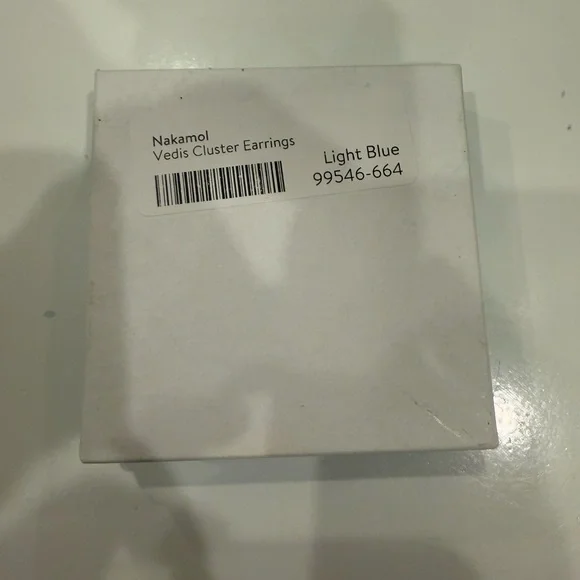 Nakamol
Vedis Cluster Earrings
Light Blue
99546-664